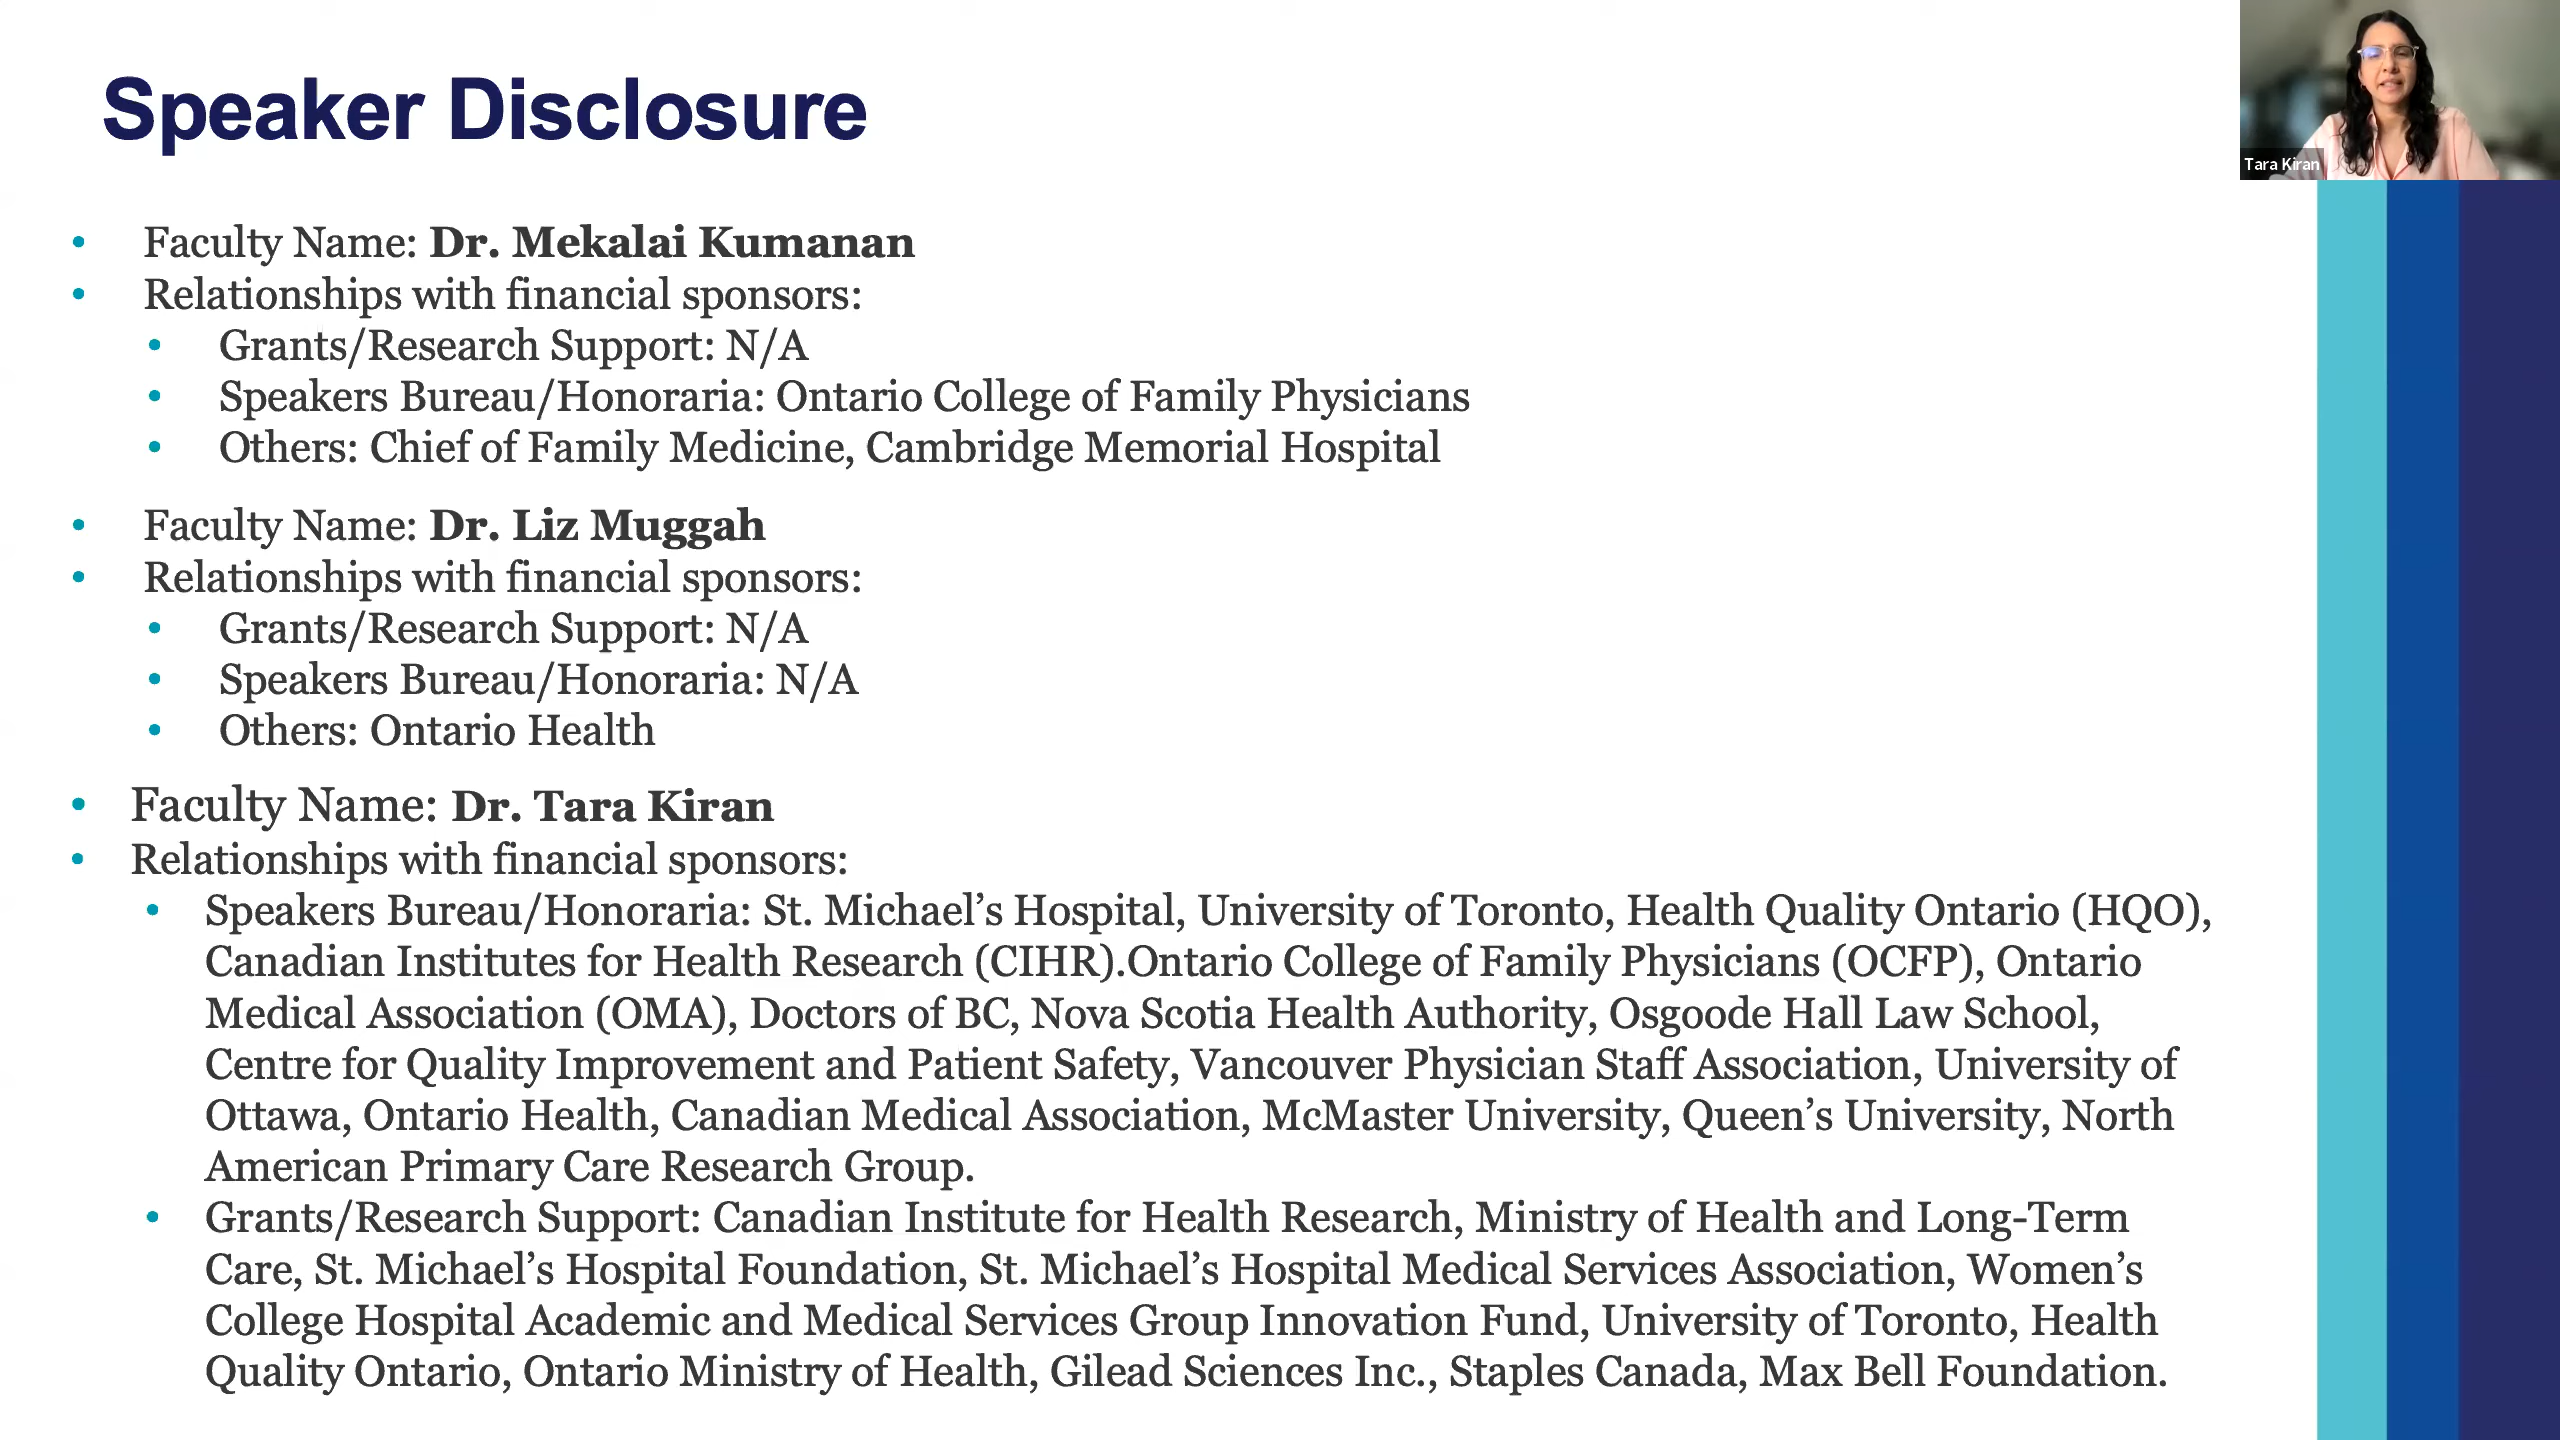 Speaker Disclosure
Tara Kiran
• Faculty Name: Dr. Mekalai Kumanan
• Relationships with financial sponsors:
• Grants/Research Support: N/A
• Speakers Bureau/Honoraria: Ontario College of Family Physicians
• Others: Chief of Family Medicine, Cambridge Memorial Hospital
• Faculty Name: Dr. Liz Muggah
• Relationships with financial sponsors:
• Grants/Research Support: N/A
• Speakers Bureau/Honoraria: N/A
• Others: Ontario Health
• Faculty Name: Dr. Tara Kiran
• Relationships with financial sponsors:
• Speakers Bureau/Honoraria: St. Michael’s Hospital, University of Toronto, Health Quality Ontario (HQO),
Canadian Institutes for Health Research (CIHR).Ontario College of Family Physicians (OCFP), Ontario
Medical Association (OMA), Doctors of BC, Nova Scotia Health Authority, Osgoode Hall Law School,
Centre for Quality Improvement and Patient Safety, Vancouver Physician Staff Association, University of
Ottawa, Ontario Health, Canadian Medical Association, McMaster University, Queen’s University, North
American Primary Care Research Group.
• Grants/Research Support: Canadian Institute for Health Research, Ministry of Health and Long-Term
Care, St. Michael’s Hospital Foundation, St. Michael’s Hospital Medical Services Association, Women’s
College Hospital Academic and Medical Services Group Innovation Fund, University of Toronto, Health
Quality Ontario, Ontario Ministry of Health, Gilead Sciences Inc., Staples Canada, Max Bell Foundation.